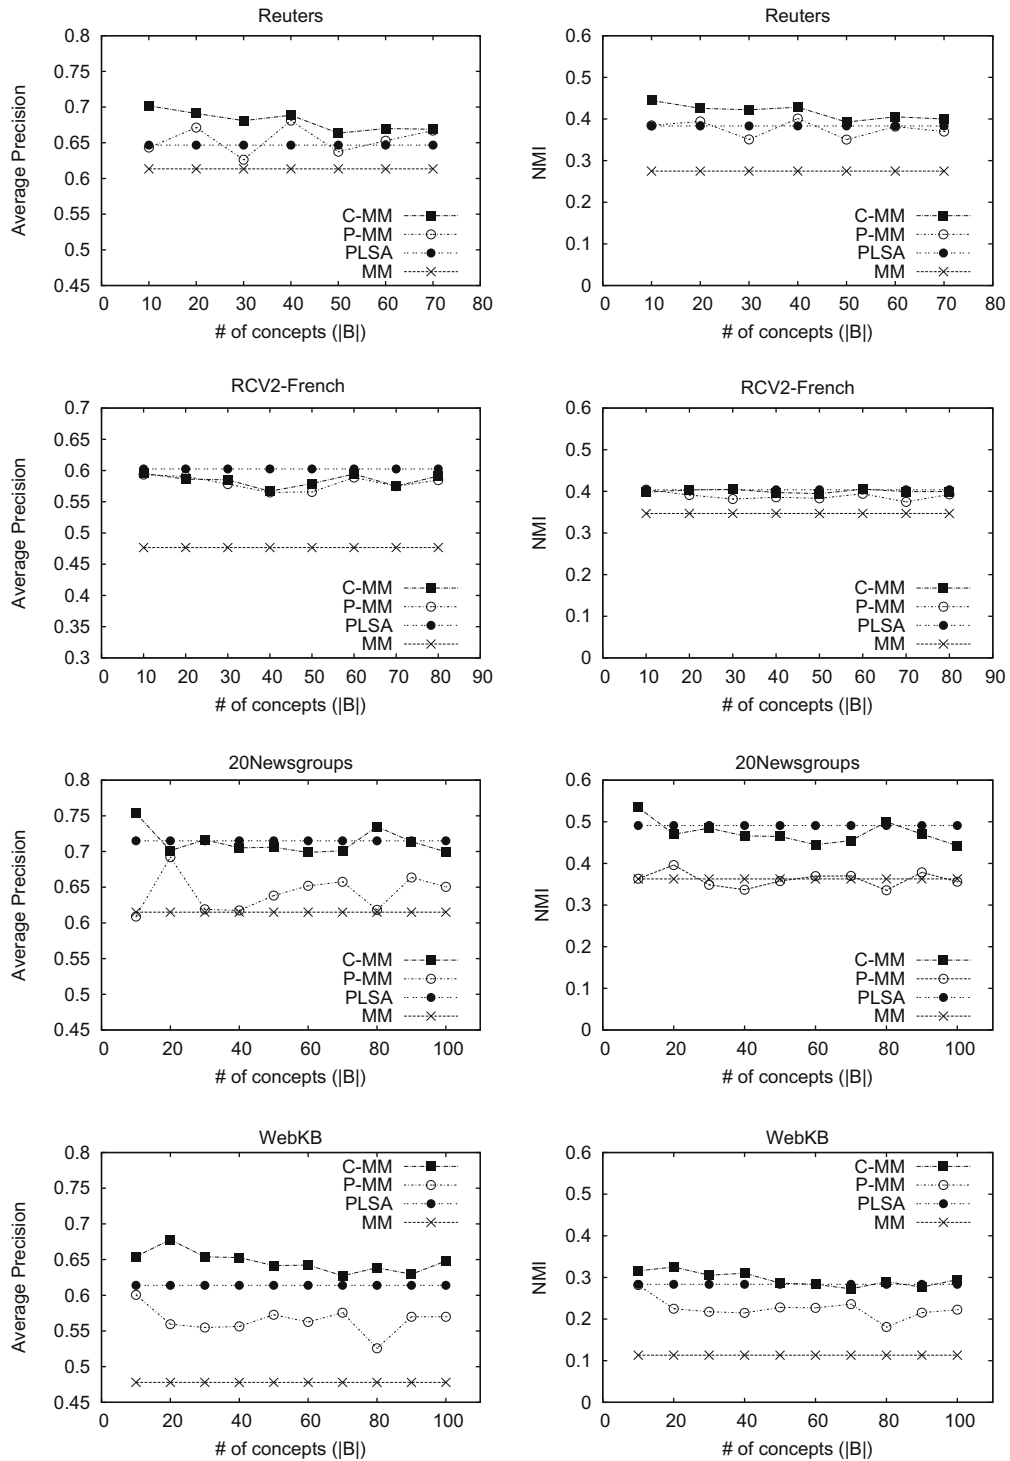 Reuters
0.8
0.7
0.65
0.6
0.55
0.5
0.45
0 10 20 30 40 50 60 70 80
Average Precision
# of concepts (|B|)
C-MM
P-MM
PLSA
MM
Reuters
0.6
0.5
0.4
0.3
0.2
0.1
0
0 10 20 30 40 50 60 70 80
NMI
# of concepts (|B|)
C-MM
P-MM
PLSA
MM
RCV2-French
0.7
0.65
0.6
0.55
0.5
0.45
0.4
0.35
0.3
0 10 20 30 40 50 60 70 80 90
Average Precision
# of concepts (|B|)
C-MM
P-MM
PLSA
MM
RCV2-French
0.6
0.5
0.4
0.3
0.2
0.1
0
0 10 20 30 40 50 60 70 80 90
NMI
# of concepts (|B|)
C-MM
P-MM
PLSA
MM
20Newsgroups
0.8
0.75
0.7
0.65
0.6
0.55
0.5
0.45
0 20 40 60 80 100
Average Precision
# of concepts (|B|)
C-MM
P-MM
PLSA
MM
20Newsgroups
0.6
0.5
0.4
0.3
0.2
0.1
0
0 20 40 60 80 100
NMI
# of concepts (|B|)
C-MM
P-MM
PLSA
MM
WebKB
0.8
0.75
0.7
0.65
0.6
0.55
0.5
0.45
0 20 40 60 80 100
Average Precision
# of concepts (|B|)
C-MM
P-MM
PLSA
MM
WebKB
0.6
0.5
0.4
0.3
0.2
0.1
0
0 20 40 60 80 100
NMI
# of concepts (|B|)
C-MM
P-MM
PLSA
MM